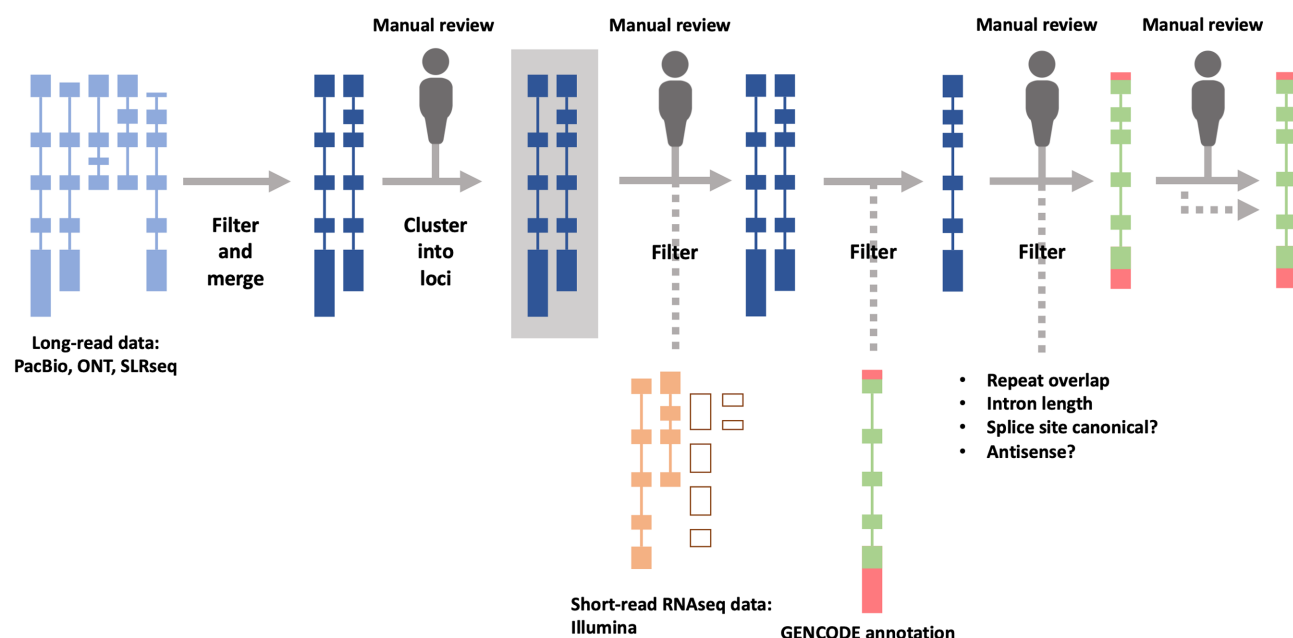 Manual review
Manual review
Manual review
Manual review
Filter
and
merge
Cluster
into
loci
Filter
Filter
Filter
Long-read data:
PacBio, ONT, SLRseq
• Repeat overlap
• Intron length
• Splice site canonical?
• Antisense?
Short-read RNAseq data:
Illumina
GENCODE annotation